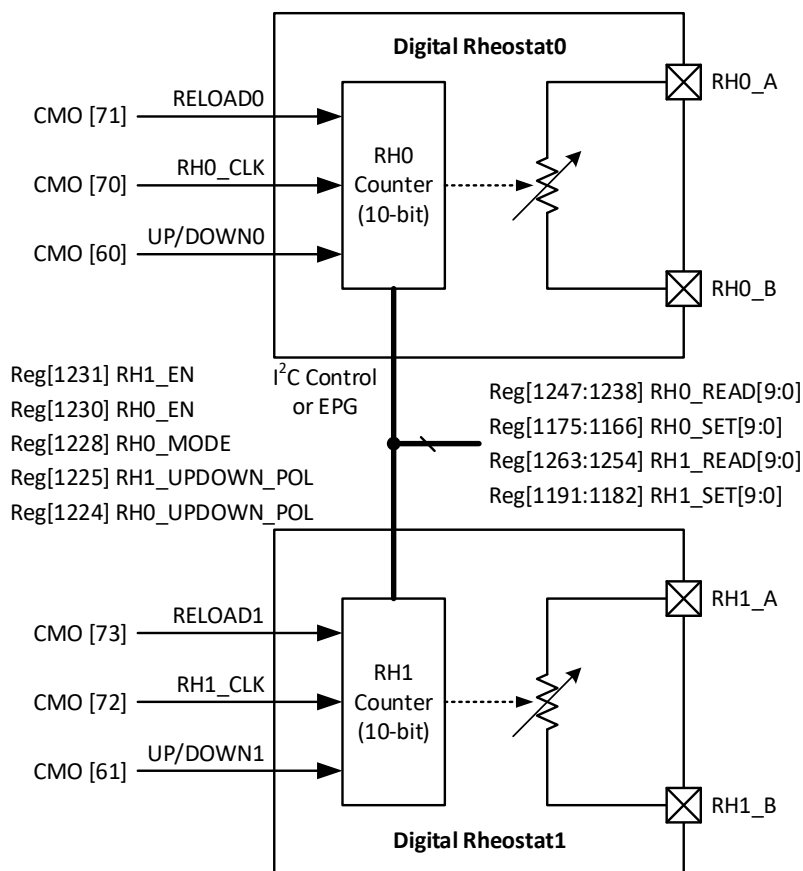 Digital Rheostat0
CMO [71]
RELOAD0
CMO [70]
RH0_CLK
CMO [60]
UP/DOWN0
RH0
Counter
(10-bit)
RH0_A
RH0_B
Reg[1231] RH1_EN
Reg[1230] RH0_EN
Reg[1228] RH0_MODE
Reg[1225] RH1_UPDOWN_POL
Reg[1224] RH0_UPDOWN_POL
I²C Control
or EPG
Reg[1247:1238] RH0_READ[9:0]
Reg[1175:1166] RH0_SET[9:0]
Reg[1263:1254] RH1_READ[9:0]
Reg[1191:1182] RH1_SET[9:0]
CMO [73]
RELOAD1
CMO [72]
RH1_CLK
CMO [61]
UP/DOWN1
RH1
Counter
(10-bit)
RH1_A
RH1_B
Digital Rheostat1